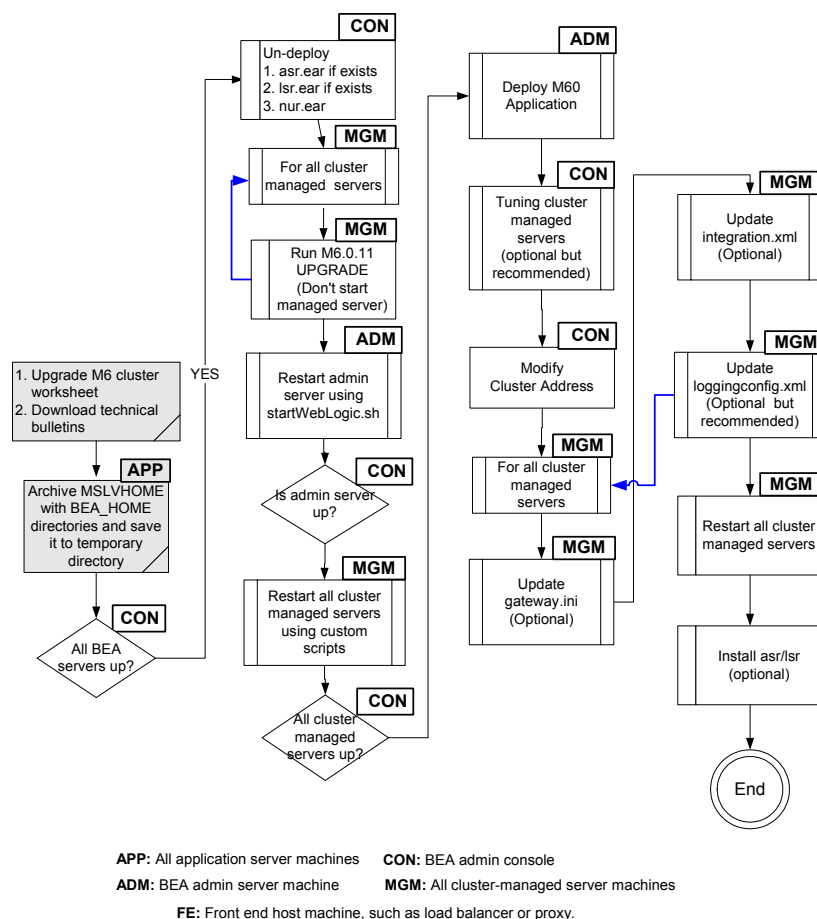 1. Upgrade M6 cluster
worksheet
2. Download technical
bulletins
APP
Archive MSLVHOME
with BEA_HOME
directories and save
it to temporary
directory
CON
All BEA
servers up?
YES
CON
Un-deploy
1. asr.ear if exists
2. lsr.ear if exists
3. nur.ear
MGM
For all cluster
managed servers
MGM
Run M6.0.11
UPGRADE
(Don't start
managed server)
ADM
Restart admin
server using
startWebLogic.sh
CON
Is admin server
up?
MGM
Restart all cluster
managed servers
using custom
scripts
CON
All cluster
managed
servers up?
ADM
Deploy M60
Application
CON
Tuning cluster
managed
servers
(optional but
recommended)
CON
Modify
Cluster Address
MGM
For all cluster
managed
servers
MGM
Update
gateway.ini
(Optional)
MGM
Update
integration.xml
(Optional)
MGM
Update
loggingconfig.xml
(Optional but
recommended)
MGM
Restart all cluster
managed servers
Install asr/lsr
(optional)
End
APP: All application server machines CON: BEA admin console
ADM: BEA admin server machine MGM: All cluster-managed server machines
FE: Front end host machine, such as load balancer or proxy.